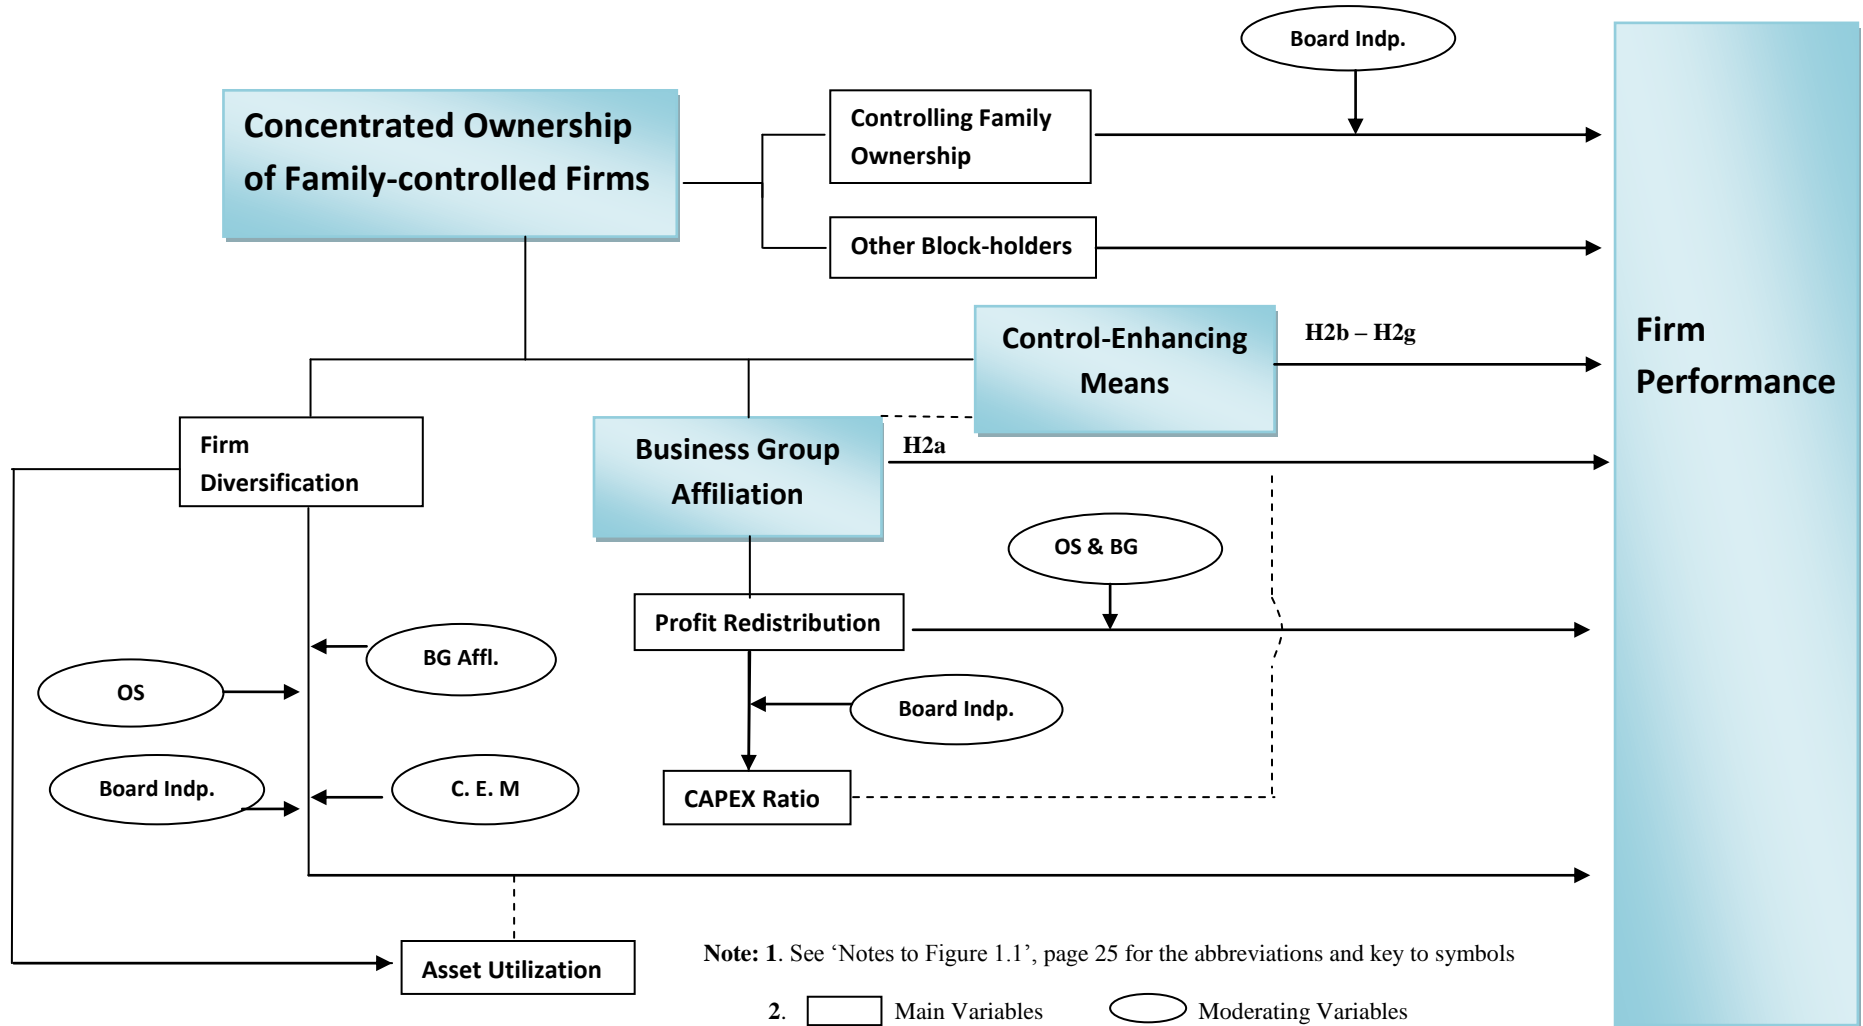 Board Indp.
Concentrated Ownership
of Family-controlled Firms
Controlling Family
Ownership
Other Block-holders
Control-Enhancing
Means
H2b – H2g
Firm
Performance
Firm
Diversification
Business Group
Affiliation
H2a
OS & BG
Profit Redistribution
BG Affl.
OS
Board Indp.
Board Indp.
C. E. M
CAPEX Ratio
Asset Utilization
Note: 1. See ‘Notes to Figure 1.1’, page 25 for the abbreviations and key to symbols
2. Main Variables Moderating Variables